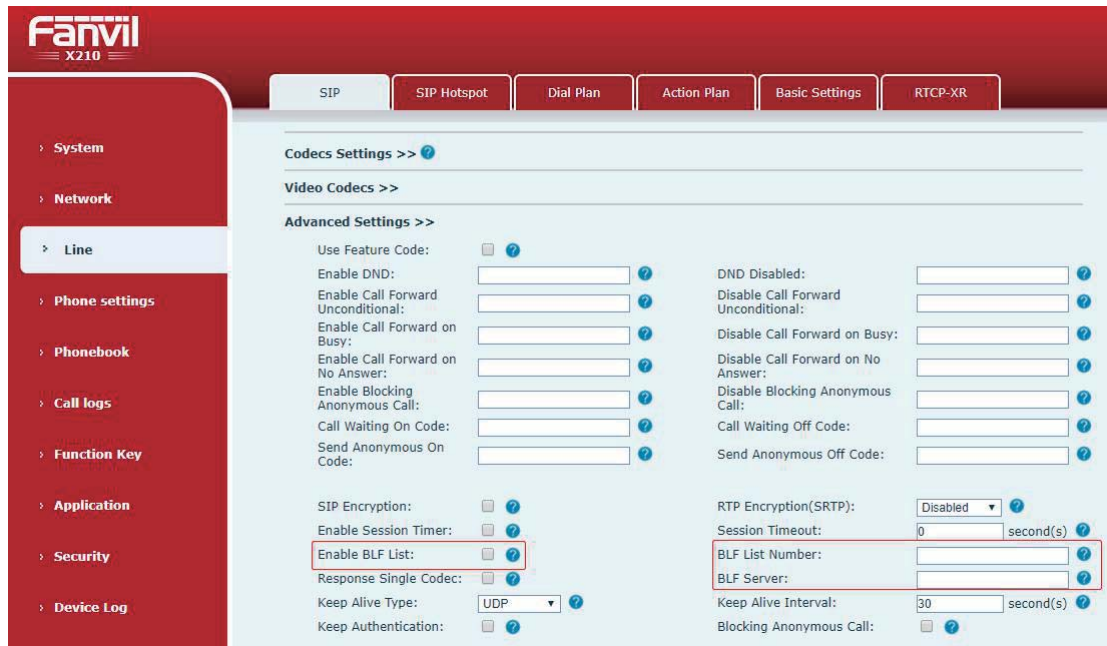 Fanvil
X210
SIP
SIP Hotspot
Dial Plan
Action Plan
Basic Settings
RTCP-XR
› System
› Network
› Line
› Phone settings
› Phonebook
› Call logs
› Function Key
› Application
› Security
› Device Log
Codecs Settings >> ?
Video Codecs >>
Advanced Settings >>
Use Feature Code: ?
Enable DND: ? DND Disabled: ?
Enable Call Forward
Unconditional: ? Disable Call Forward
Unconditional: ?
Enable Call Forward on
Busy: ? Disable Call Forward on Busy: ?
Enable Call Forward on
No Answer: ? Disable Call Forward on No
Answer: ?
Enable Blocking
Anonymous Call: ? Disable Blocking Anonymous
Call: ?
Call Waiting On Code: ? Call Waiting Off Code: ?
Send Anonymous On
Code: ? Send Anonymous Off Code: ?
SIP Encryption: ? RTP Encryption(SRTP): Disabled ▼ ?
Enable Session Timer: ? Session Timeout: 0 second(s) ?
Enable BLF List: ? BLF List Number: ?
Response Single Codec: ? BLF Server: ?
Keep Alive Type: UDP ▼ ? Keep Alive Interval: 30 second(s) ?
Keep Authentication: ? Blocking Anonymous Call: ?